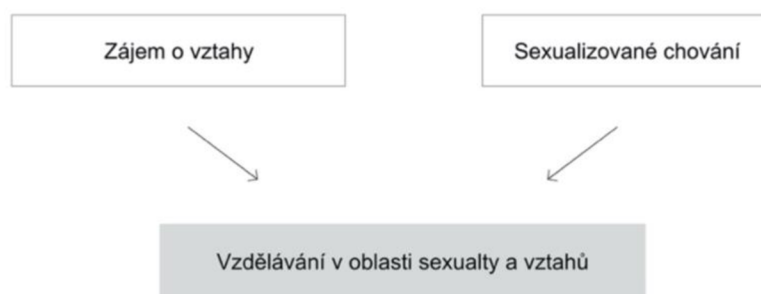 Zájem o vztahy
Sexualizované chování
Vzdělávání v oblasti sexualty a vztahů